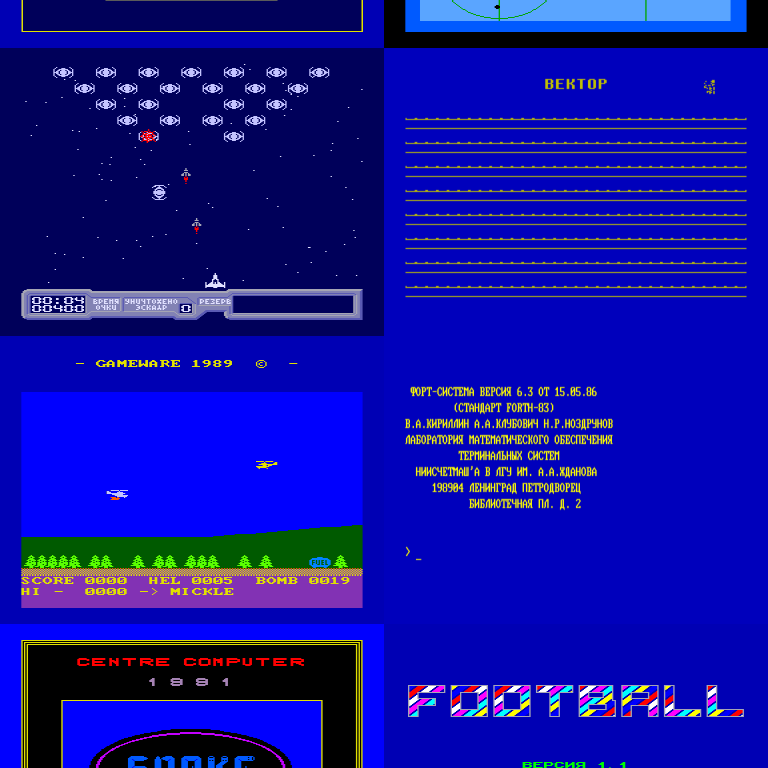 00:04
00400
ВРЕМЯ
ОЧКИ
УНИЧТОЖЕНО
ЭСКАДР
0
РЕЗЕРВ
ВЕКТОР
- GAMEWARE 1989 © -
FUEL
SCORE 0000 HEL 0005 BOMB 0019
HI - 0000 -> MICKLE
ФОРТ-СИСТЕМА ВЕРСИЯ 6.3 ОТ 15.05.86
(СТАНДАРТ FORTH-83)
В.А.КИРИЛЛИН А.А.КЛУБОВИЧ Н.Р.НОЗДРУНОВ
ЛАБОРАТОРИЯ МАТЕМАТИЧЕСКОГО ОБЕСПЕЧЕНИЯ
ТЕРМИНАЛЬНЫХ СИСТЕМ
НИИСЧЕТМАШ'А В ЛГУ ИМ. А.А.ЖДАНОВА
198904 ЛЕНИНГРАД ПЕТРОДВОРЕЦ
БИБЛИОТЕЧНАЯ ПЛ. Д. 2
>_
CENTRE COMPUTER
1991
FOOTBALL
ВЕРСИЯ 1.1